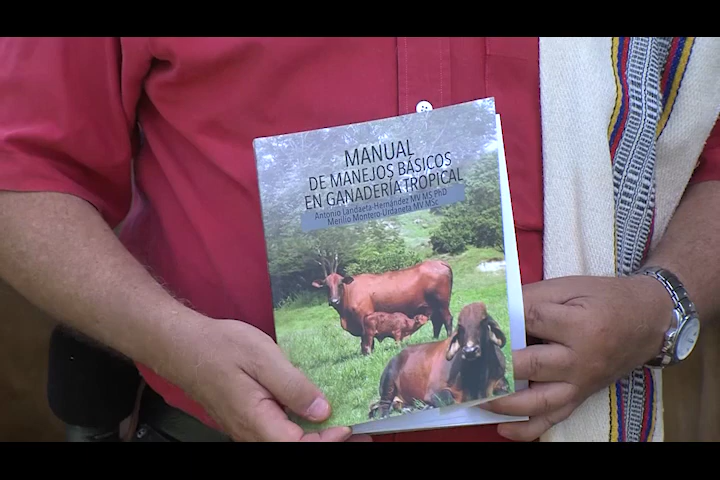 MANUAL
DE MANEJOS BÁSICOS
EN GANADERÍA TROPICAL
Antonio Landaeta-Hernández MV MS PhD
Merilio Montero-Urdaneta MV MSc